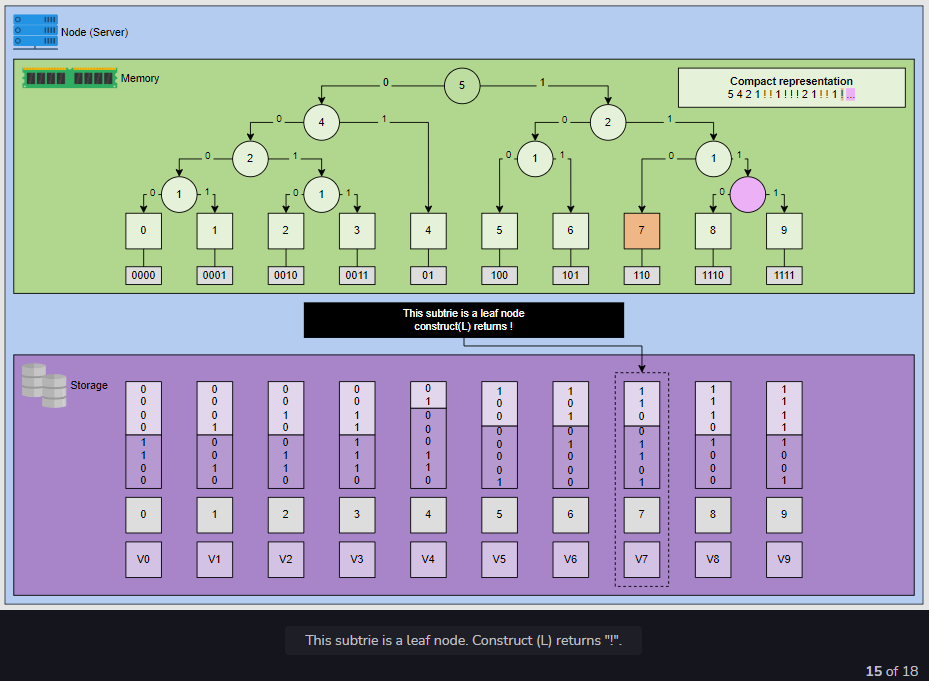 Node (Server)
Memory
Compact representation
5 4 2 1 ! ! 1 ! ! ! 2 1 ! ! 1 ! ...
5
0
1
4
2
0
1
0
1
2
1
1
0
1
0
1
0
1
1
1
0
1
0
1
0
1
0
1
2
3
4
5
6
7
8
9
0000
0001
0010
0011
01
100
101
110
1110
1111
This subtrie is a leaf node
construct(L) returns !
Storage
0 0 0 0 1 1 0 0
0 0 0 1 0 0 1 0
0 0 1 0 0 1 1 0
0 0 1 1 1 1 1 0
0 1 0 0 0 1 1 0
1 0 0 0 0 0 0 1
1 0 1 0 1 0 0 0
1 1 0 0 1 1 0 1
1 1 1 0 1 0 0 0
1 1 1 1 1 0 0 1
0
1
2
3
4
5
6
7
8
9
V0
V1
V2
V3
V4
V5
V6
V7
V8
V9
This subtrie is a leaf node. Construct (L) returns "!".
15 of 18